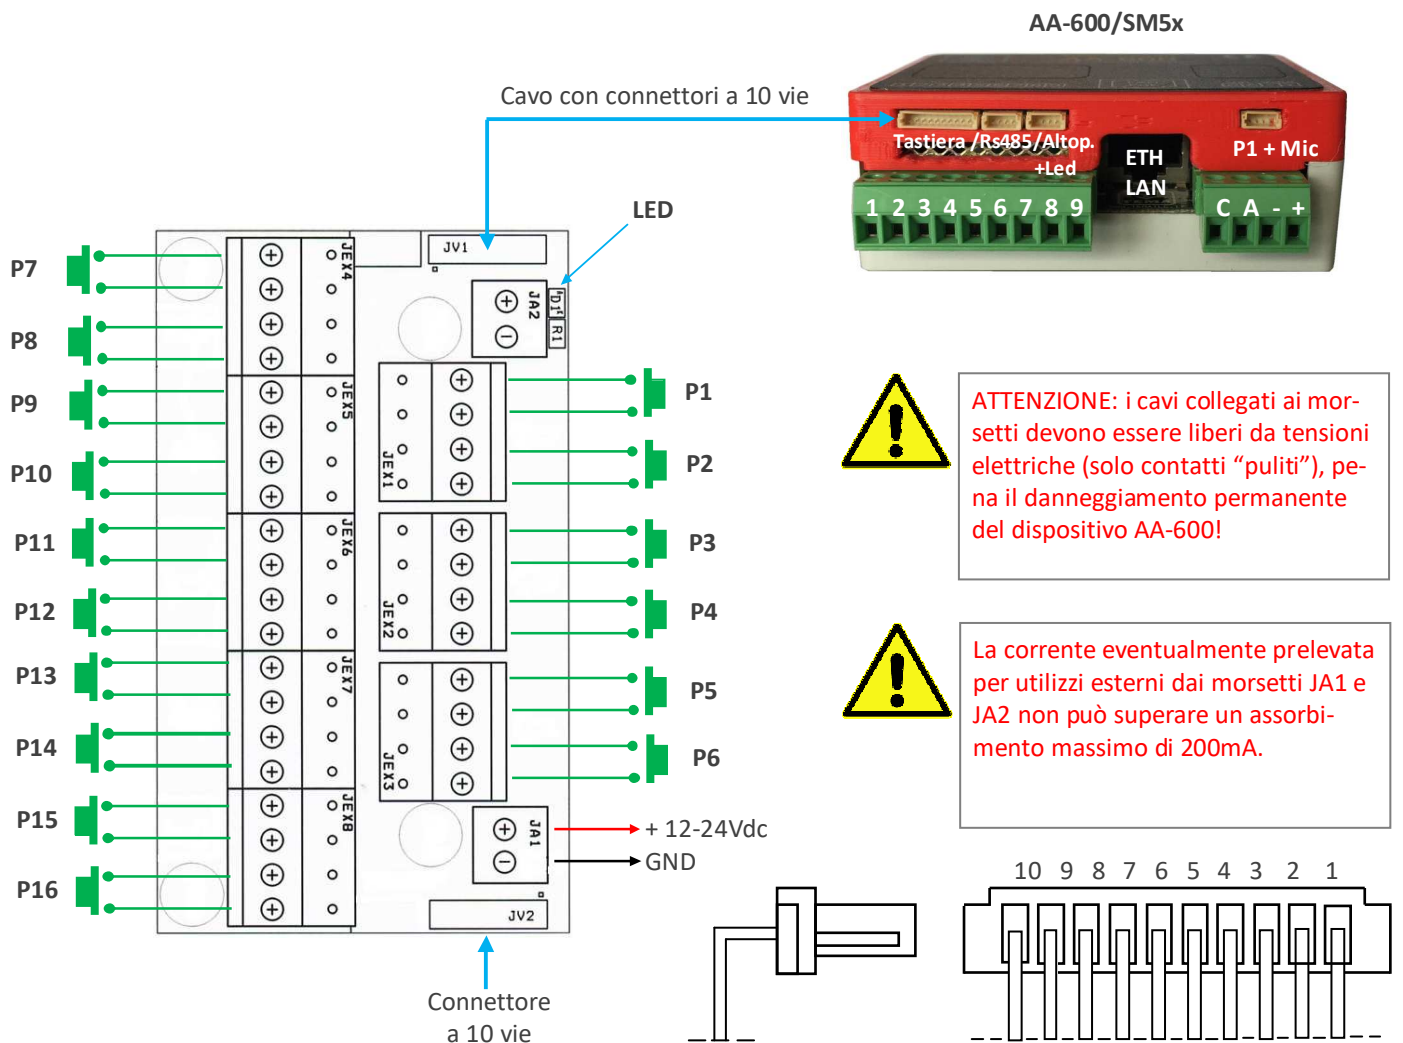 AA-600/SM5x
Cavo con connettori a 10 vie
Tastiera /Rs485/Altop.
+Led
ETH
LAN
P1 + Mic
1 2 3 4 5 6 7 8 9
C A - +
LED
JV1
JA2
D1
R1
P7
P8
P9
P10
P11
P12
P13
P14
P15
P16
JEX4
JEX5
JEX6
JEX7
JEX8
JEX1
JEX2
JEX3
P1
P2
P3
P4
P5
P6
JA1
+ 12-24Vdc
GND
JV2
Connettore
a 10 vie
ATTENZIONE: i cavi collegati ai mor-
setti devono essere liberi da tensioni
elettriche (solo contatti “puliti”), pe-
na il danneggiamento permanente
del dispositivo AA-600!
La corrente eventualmente prelevata
per utilizzi esterni dai morsetti JA1 e
JA2 non può superare un assorbi-
mento massimo di 200mA.
10 9 8 7 6 5 4 3 2 1